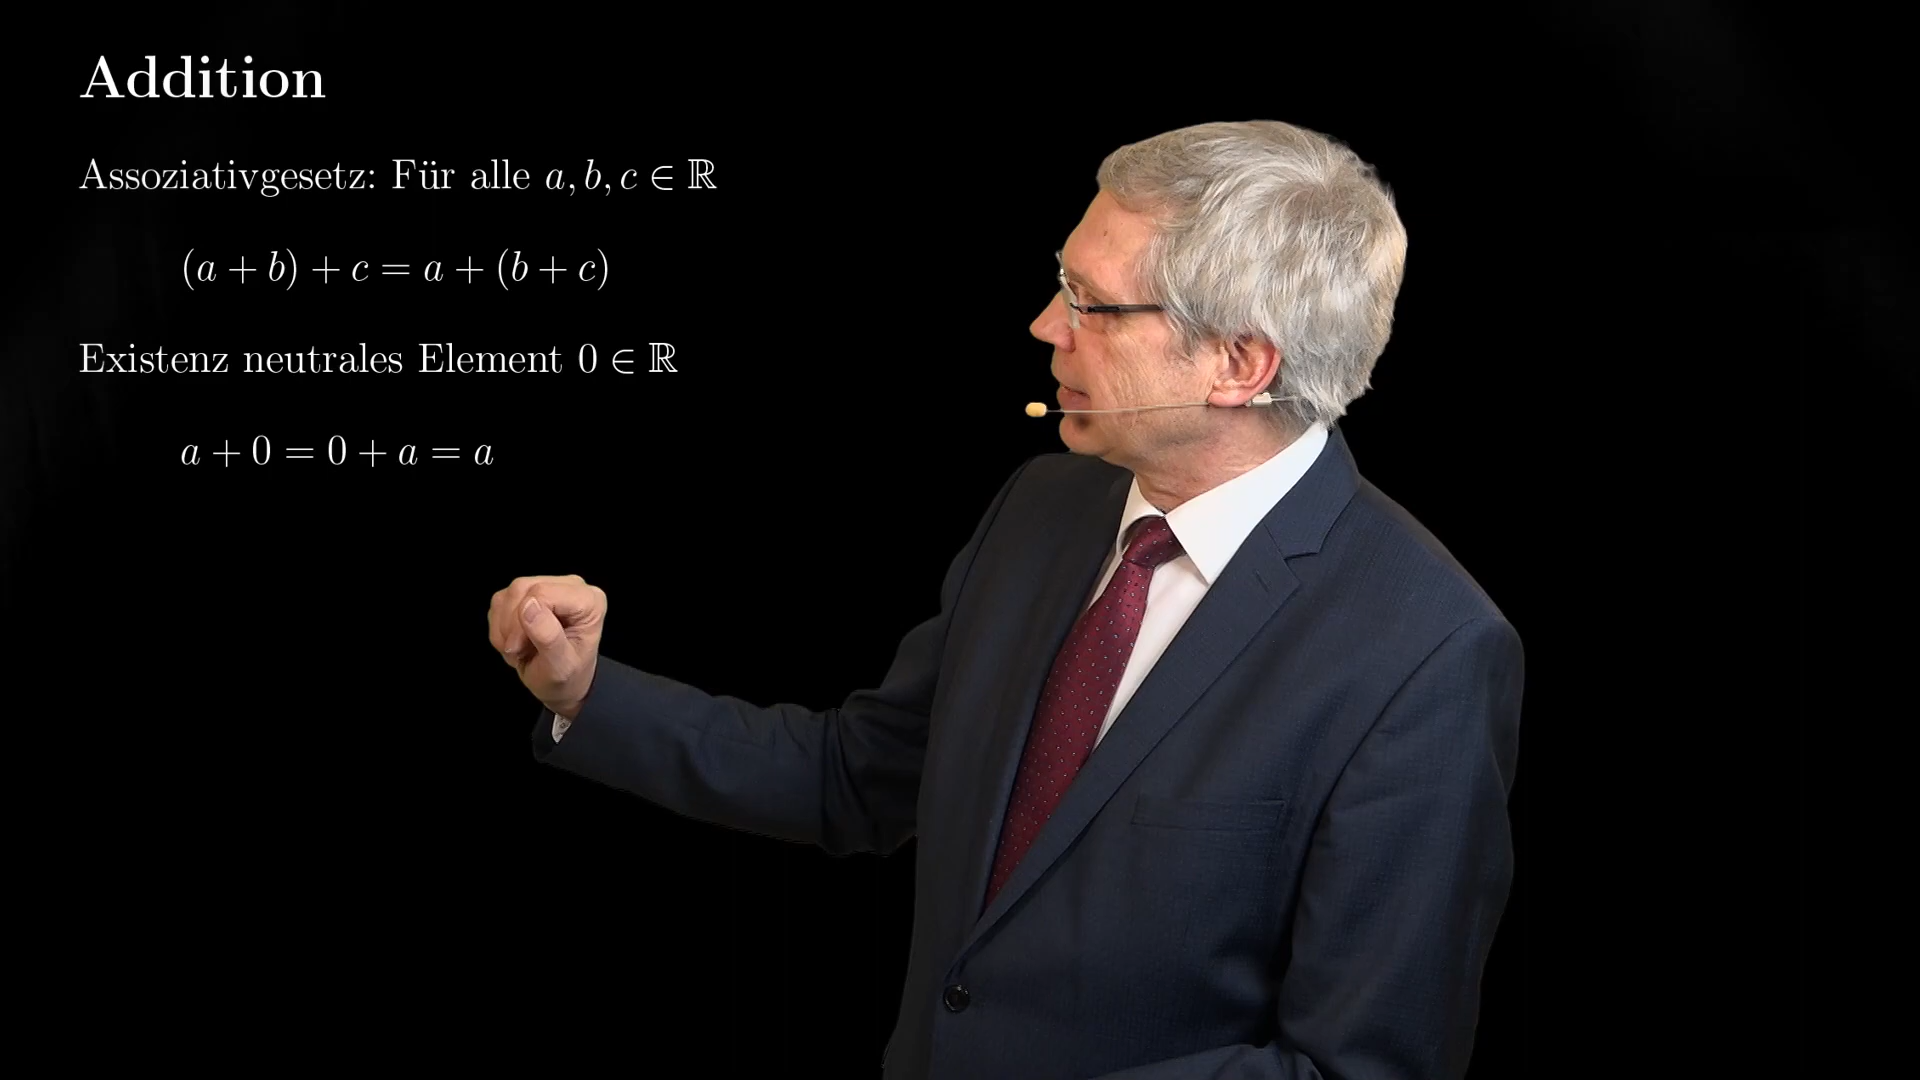 Addition
Assoziativgesetz: Für alle a, b, c ∈ ℝ
(a + b) + c = a + (b + c)
Existenz neutrales Element 0 ∈ ℝ
a + 0 = 0 + a = a